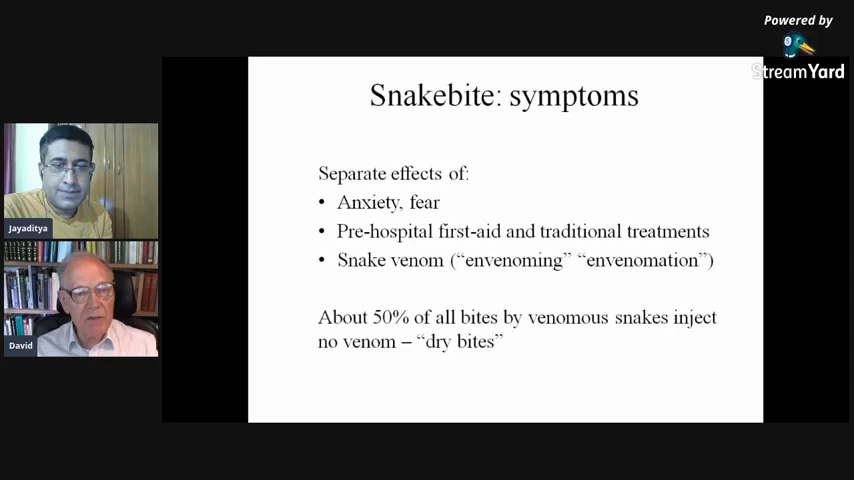 Powered by
StreamYard
Snakebite: symptoms
Separate effects of:
• Anxiety, fear
• Pre-hospital first-aid and traditional treatments
• Snake venom (“envenoming” “envenomation”)
About 50% of all bites by venomous snakes inject
no venom – “dry bites”
Jayaditya
David